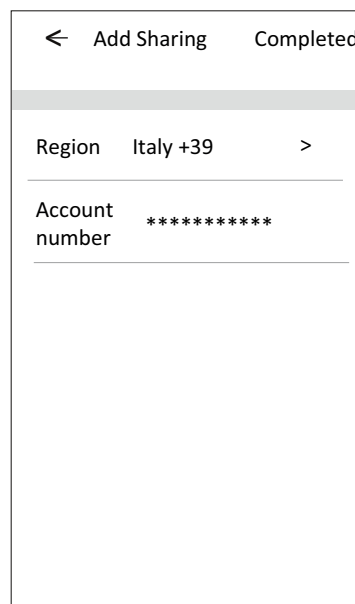 ← Add Sharing Completed
Region Italy +39 >
Account
number ***********